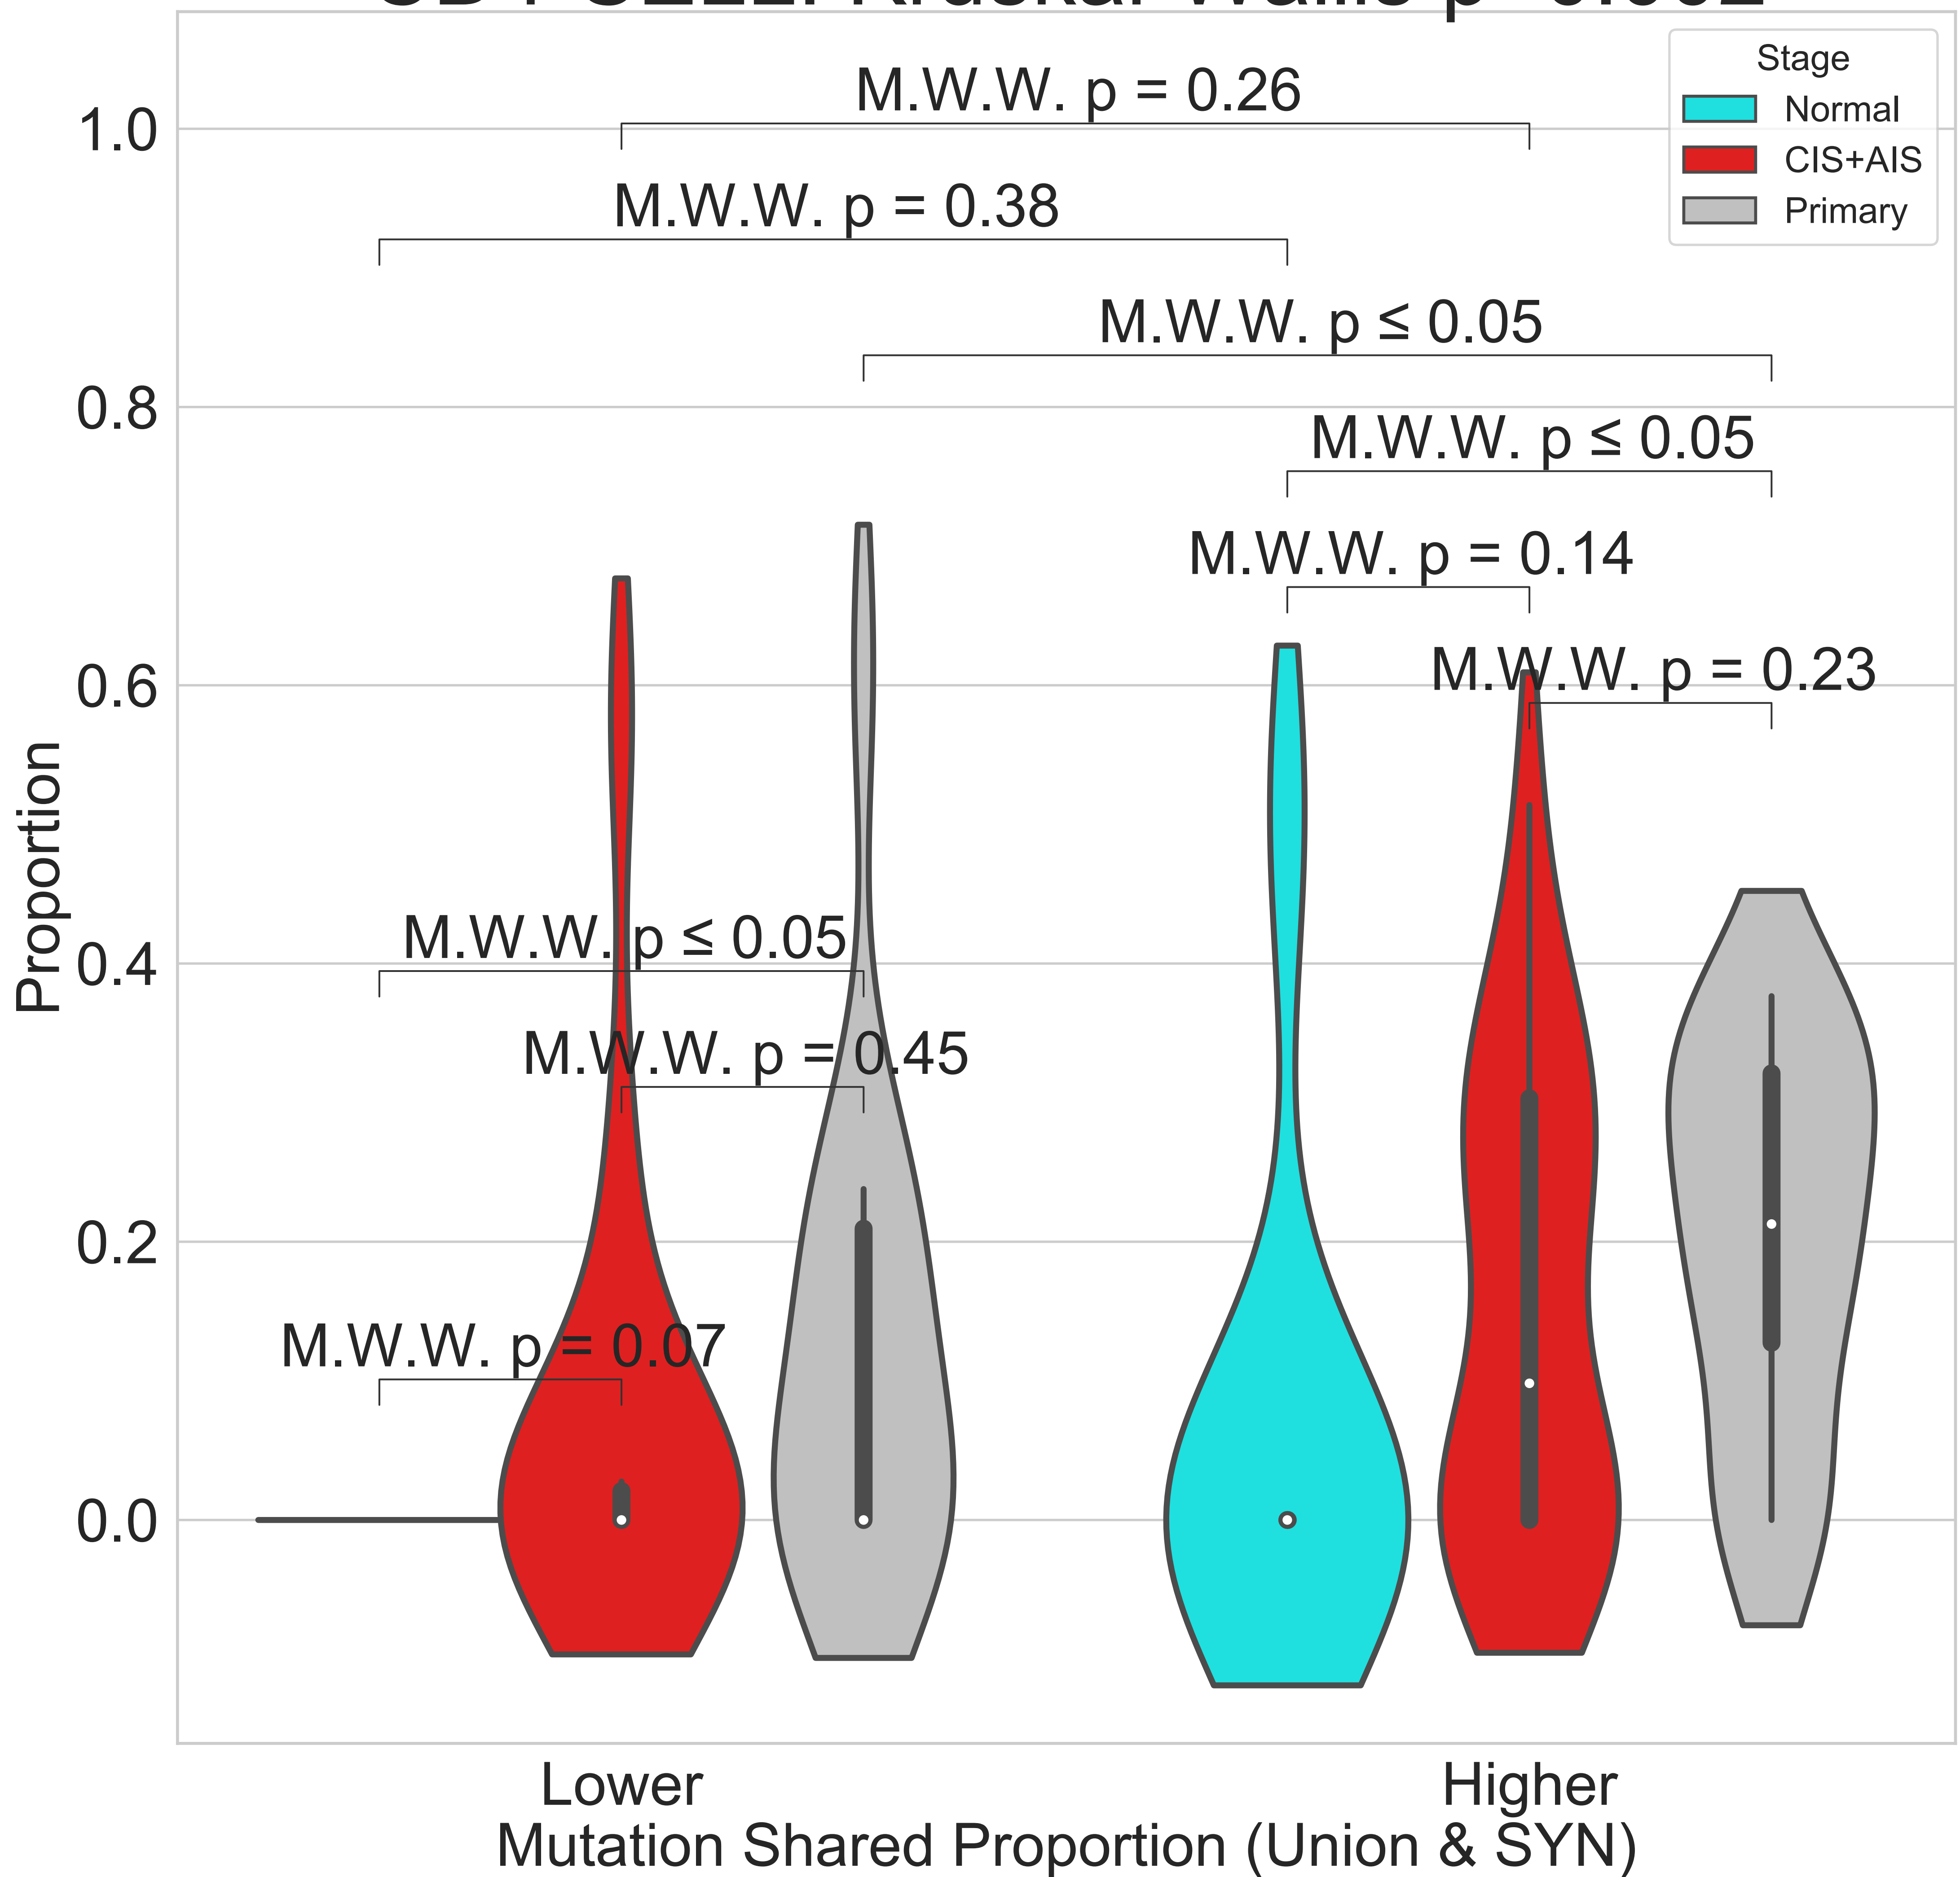 M.W.W. p = 0.26
M.W.W. p = 0.38
M.W.W. p ≤ 0.05
M.W.W. p ≤ 0.05
M.W.W. p = 0.14
M.W.W. p = 0.23
M.W.W. p ≤ 0.05
M.W.W. p = 0.45
M.W.W. p = 0.07
Stage
Normal
CIS+AIS
Primary
1.0
0.8
0.6
0.4
0.2
0.0
Proportion
Lower
Higher
Mutation Shared Proportion (Union & SYN)